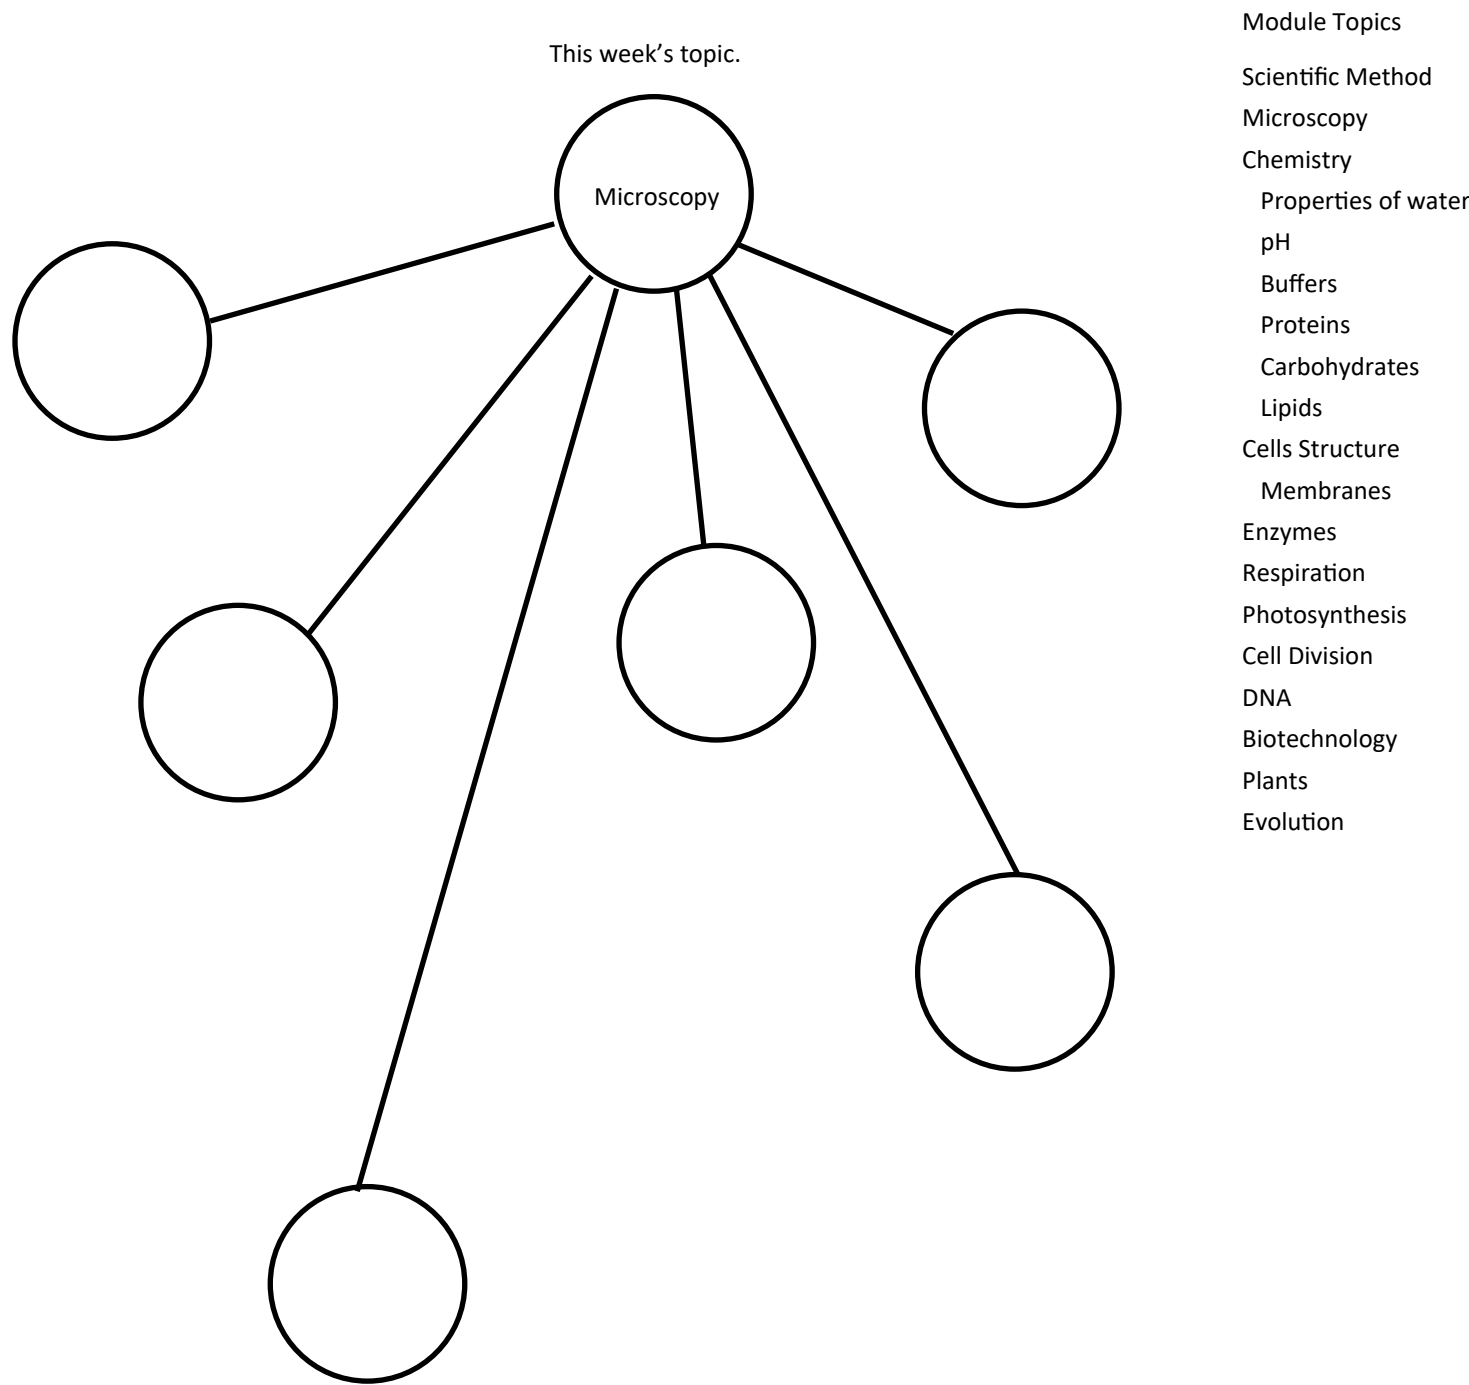 This week’s topic.
Microscopy
Module Topics
Scientific Method
Microscopy
Chemistry
Properties of water
pH
Buffers
Proteins
Carbohydrates
Lipids
Cells Structure
Membranes
Enzymes
Respiration
Photosynthesis
Cell Division
DNA
Biotechnology
Plants
Evolution